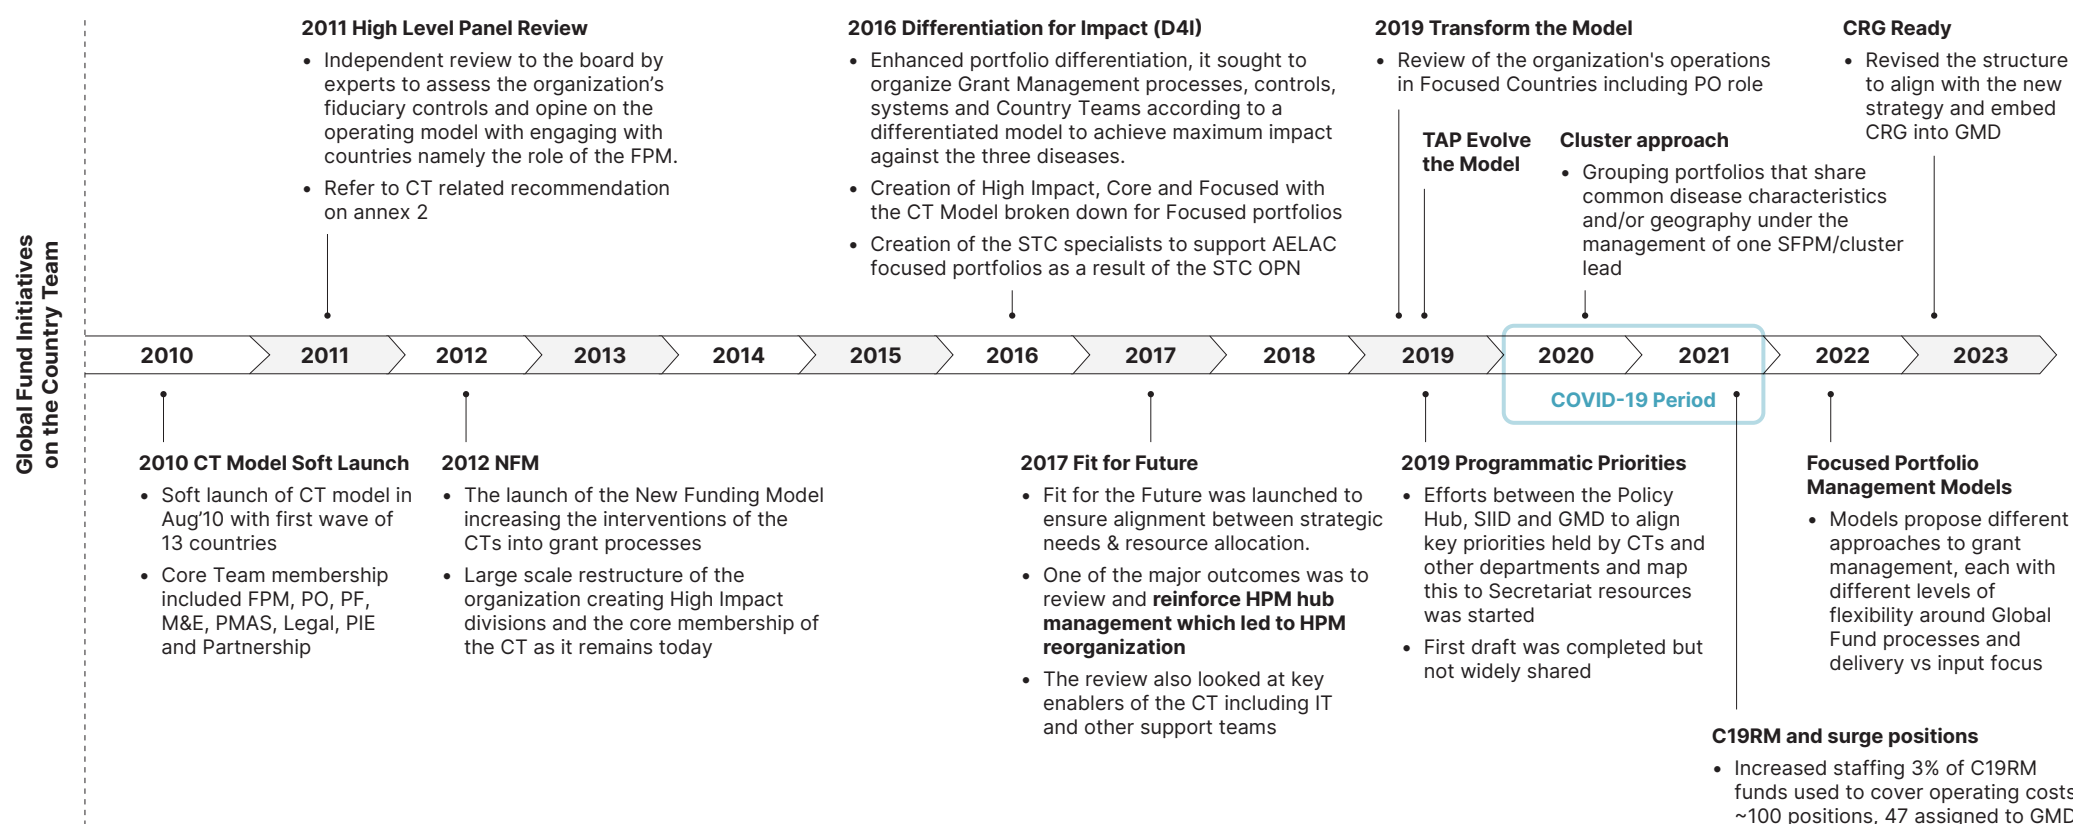 Global Fund Initiatives
on the Country Team
2011 High Level Panel Review
• Independent review to the board by
experts to assess the organization’s
fiduciary controls and opine on the
operating model with engaging with
countries namely the role of the FPM.
• Refer to CT related recommendation
on annex 2
2016 Differentiation for Impact (D4I)
• Enhanced portfolio differentiation, it sought to
organize Grant Management processes, controls,
systems and Country Teams according to a
differentiated model to achieve maximum impact
against the three diseases.
• Creation of High Impact, Core and Focused with
the CT Model broken down for Focused portfolios
• Creation of the STC specialists to support AELAC
focused portfolios as a result of the STC OPN
2019 Transform the Model
• Review of the organization's operations
in Focused Countries including PO role
TAP Evolve
the Model
Cluster approach
• Grouping portfolios that share
common disease characteristics
and/or geography under the
management of one SFPM/cluster
lead
CRG Ready
• Revised the structure
to align with the new
strategy and embed
CRG into GMD
2010 2011 2012 2013 2014 2015 2016 2017 2018 2019 2020 2021 2022 2023
COVID-19 Period
2010 CT Model Soft Launch
• Soft launch of CT model in
Aug’10 with first wave of
13 countries
• Core Team membership
included FPM, PO, PF,
M&E, PMAS, Legal, PIE
and Partnership
2012 NFM
• The launch of the New Funding Model
increasing the interventions of the
CTs into grant processes
• Large scale restructure of the
organization creating High Impact
divisions and the core membership of
the CT as it remains today
2017 Fit for Future
• Fit for the Future was launched to
ensure alignment between strategic
needs & resource allocation.
• One of the major outcomes was to
review and reinforce HPM hub
management which led to HPM
reorganization
• The review also looked at key
enablers of the CT including IT
and other support teams
2019 Programmatic Priorities
• Efforts between the Policy
Hub, SIID and GMD to align
key priorities held by CTs and
other departments and map
this to Secretariat resources
was started
• First draft was completed but
not widely shared
Focused Portfolio
Management Models
• Models propose different
approaches to grant
management, each with
different levels of
flexibility around Global
Fund processes and
delivery vs input focus
C19RM and surge positions
• Increased staffing 3% of C19RM
funds used to cover operating costs
~100 positions, 47 assigned to GMD